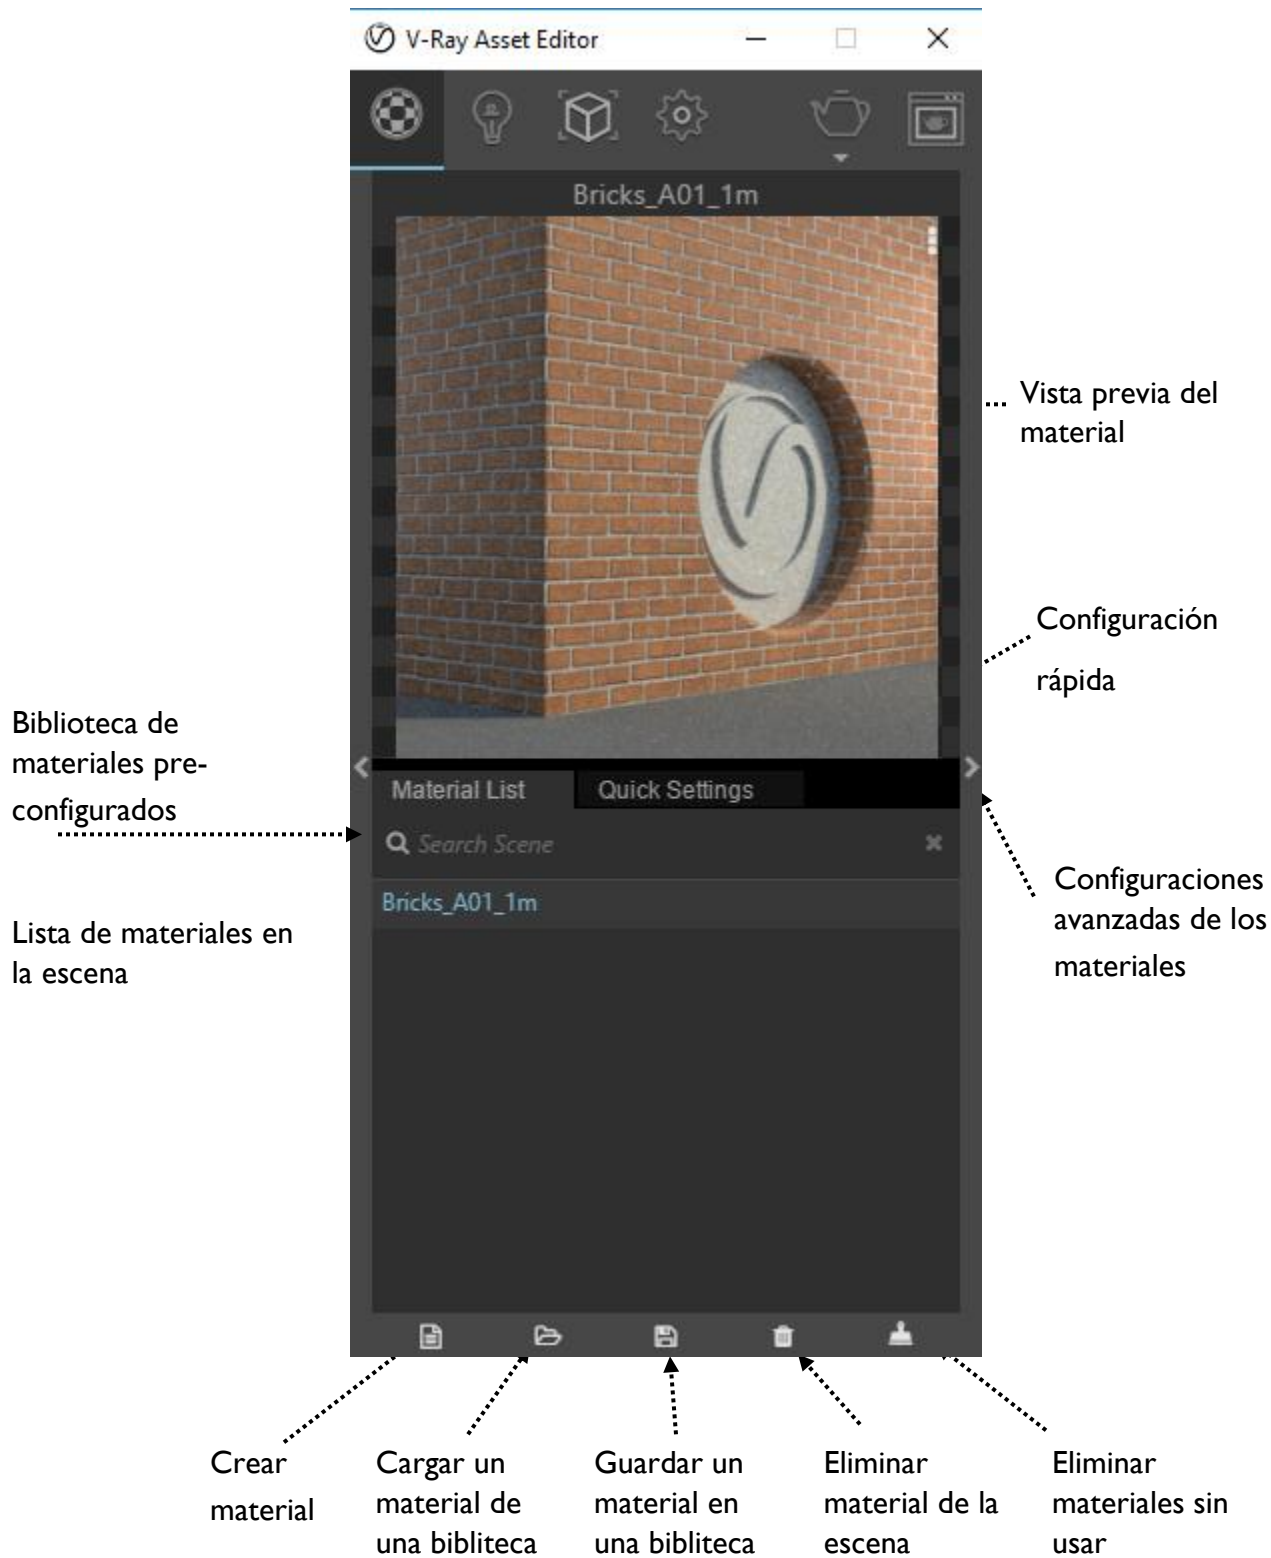 V-Ray Asset Editor
Bricks_A01_1m
Vista previa del
material
Configuración
rápida
Biblioteca de
materiales pre-
configurados
Material List
Quick Settings
Search Scene
Bricks_A01_1m
Configuraciones
avanzadas de los
materiales
Lista de materiales en
la escena
Crear
material
Cargar un
material de
una bibliteca
Guardar un
material en
una bibliteca
Eliminar
material de la
escena
Eliminar
materiales sin
usar